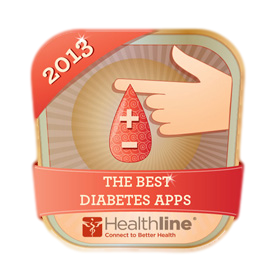 2013
+
-
THE BEST
DIABETES APPS
Healthline®
Connect to Better Health